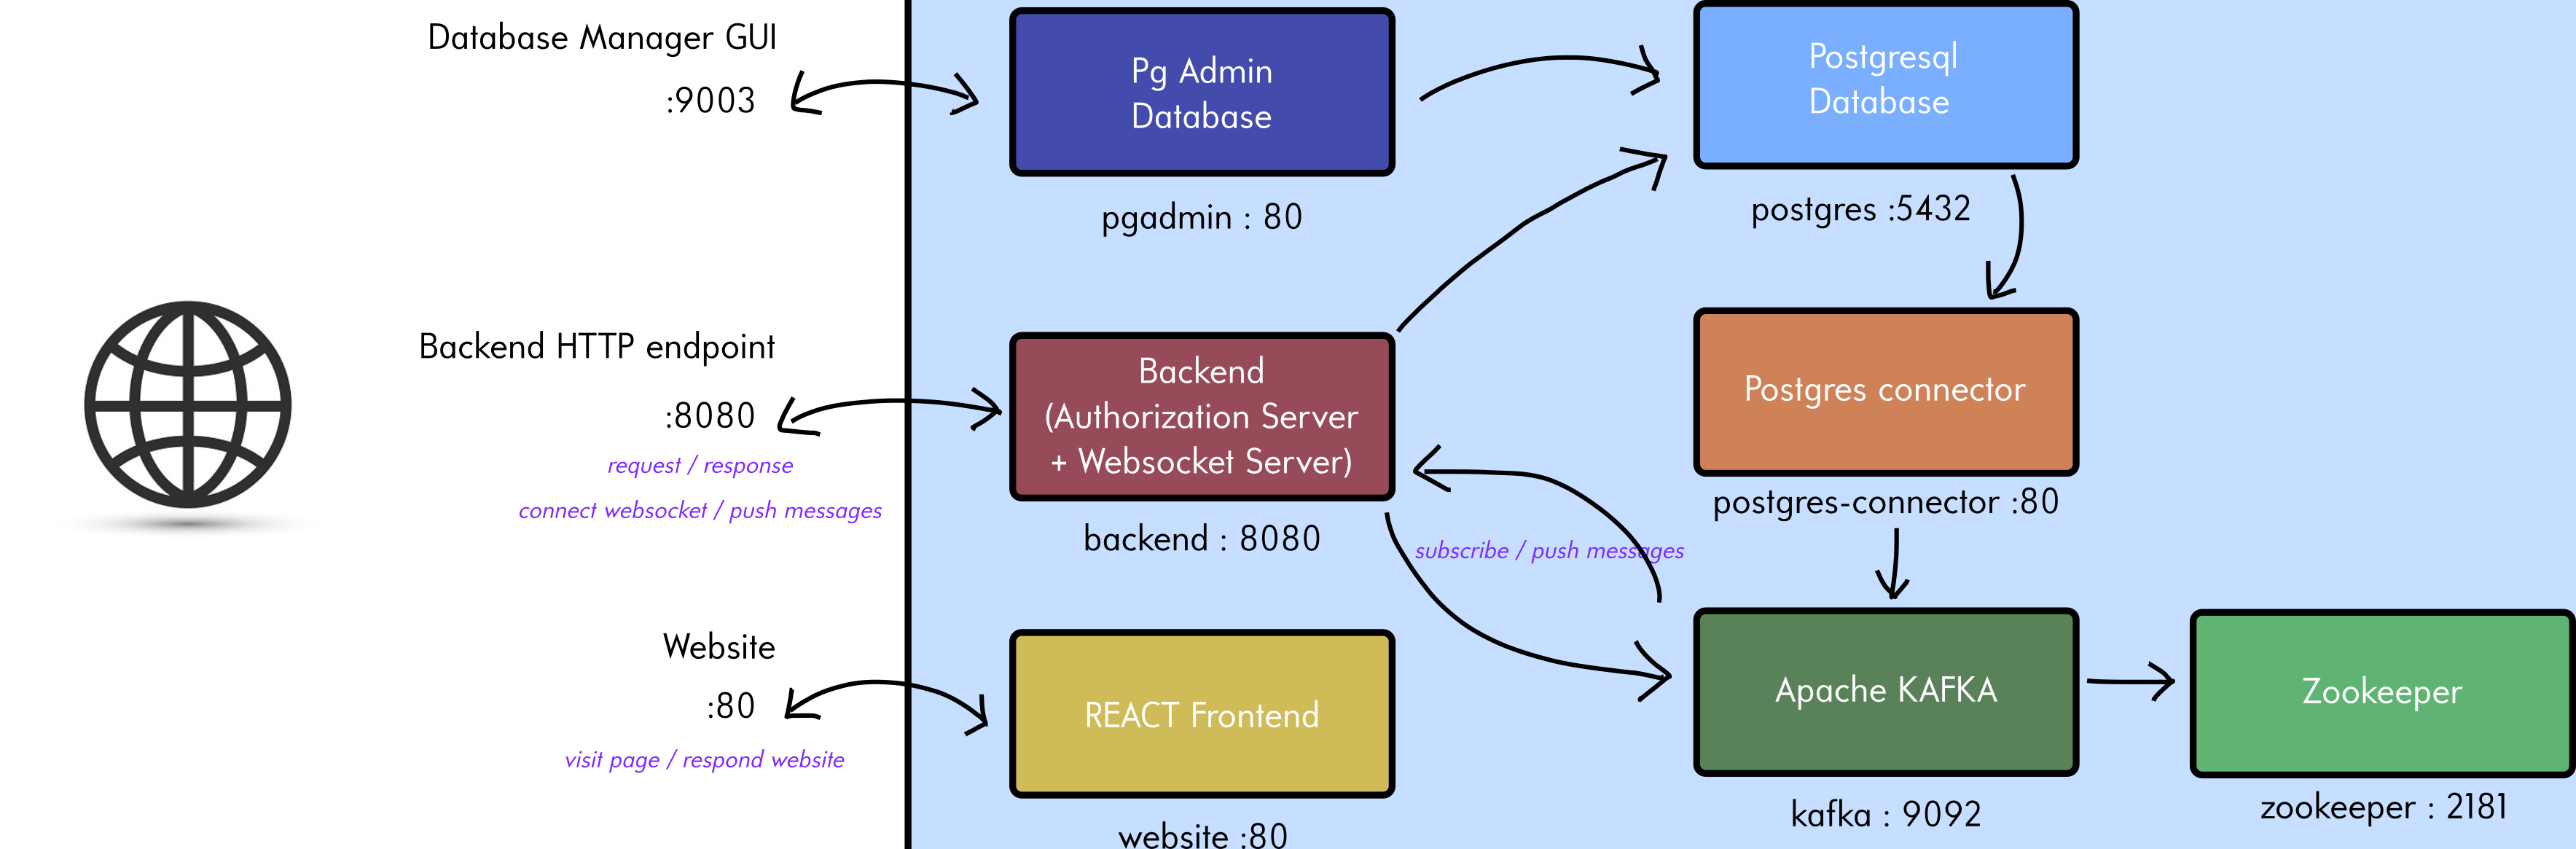 Database Manager GUI
:9003
Pg Admin
Database
pgadmin : 80
Postgresql
Database
postgres :5432
Backend HTTP endpoint
:8080
request / response
connect websocket / push messages
Backend
(Authorization Server
+ Websocket Server)
backend : 8080
subscribe / push messages
Postgres connector
postgres-connector :80
Website
:80
visit page / respond website
REACT Frontend
website :80
Apache KAFKA
kafka : 9092
Zookeeper
zookeeper : 2181